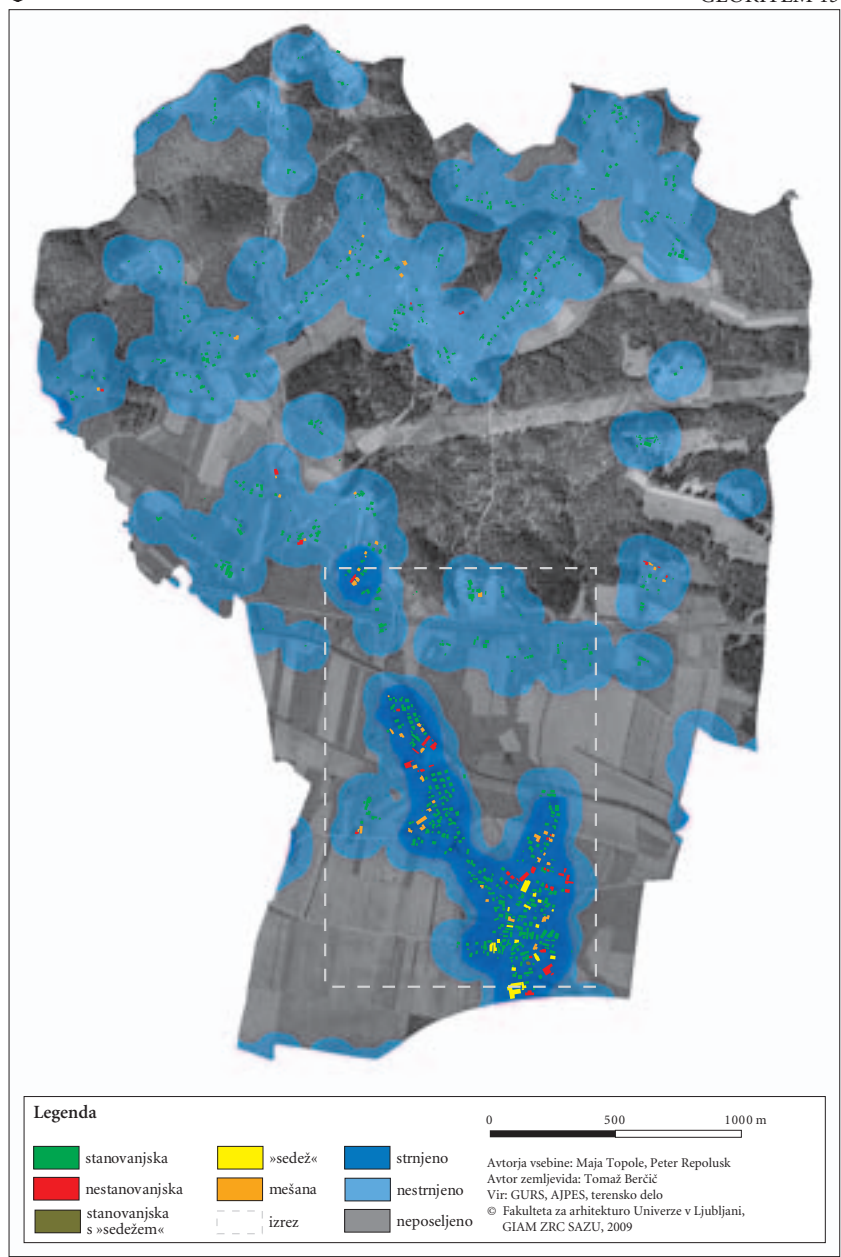 GEORITEM 13
Legenda
stanovanjska
nestanovanjska
stanovanjska
s »sedežem«
»sedež«
mešana
izrez
strnjeno
nestrnjeno
neposeljeno
0 500 1000 m
Avtorja vsebine: Maja Topole, Peter Repolusk
Avtor zemljevida: Tomaž Berčič
Vir: GURS, AJPES, terensko delo
© Fakulteta za arhitekturo Univerze v Ljubljani,
GIAM ZRC SAZU, 2009